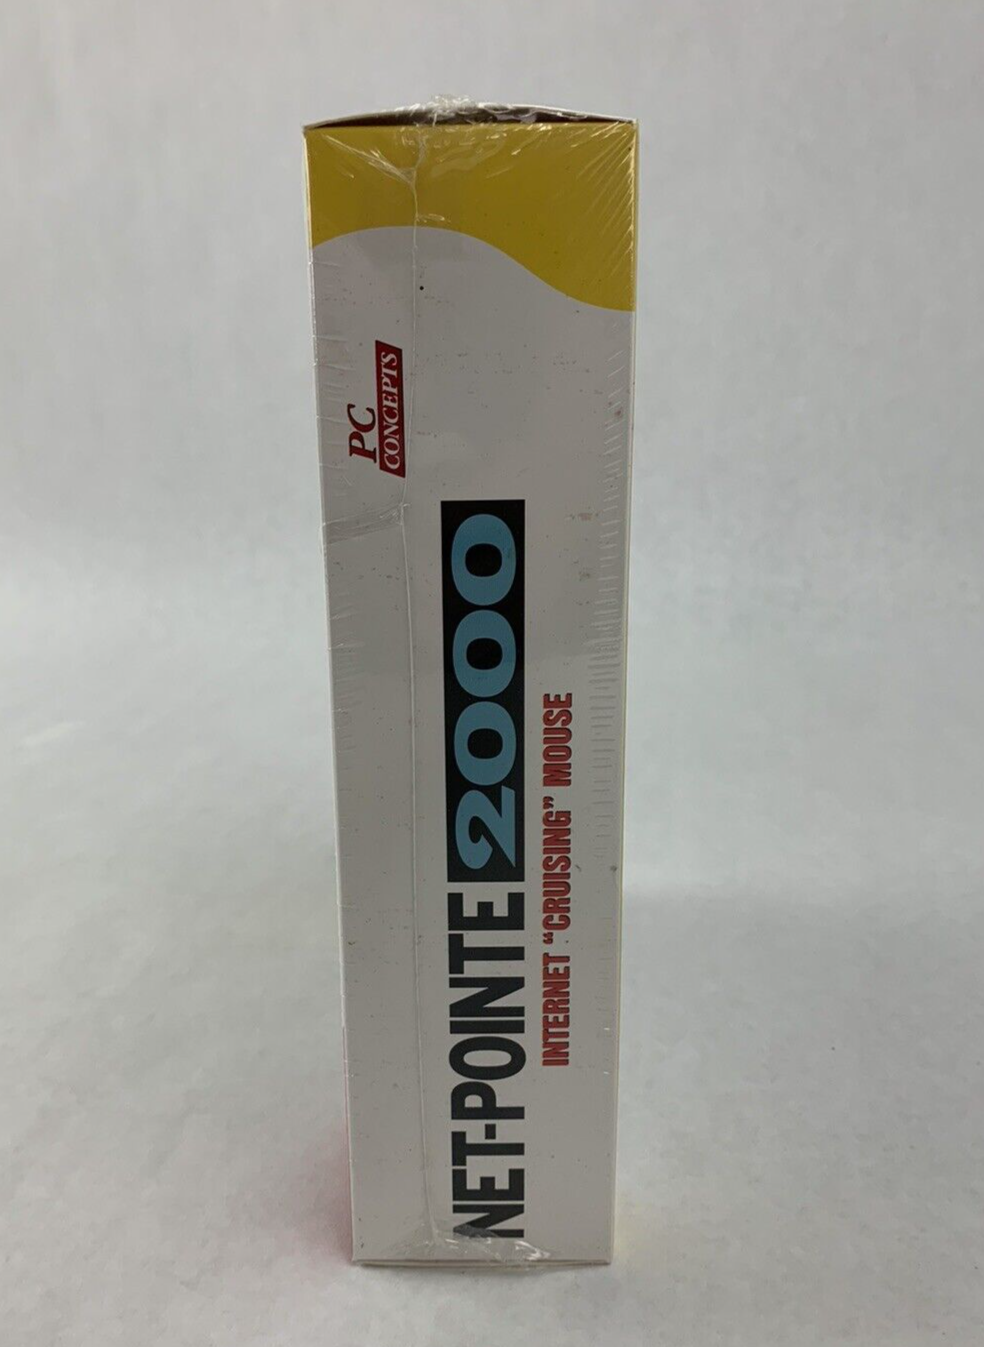 PC
CONCEPTS
NET-POINTE 2000
INTERNET “CRUISING” MOUSE